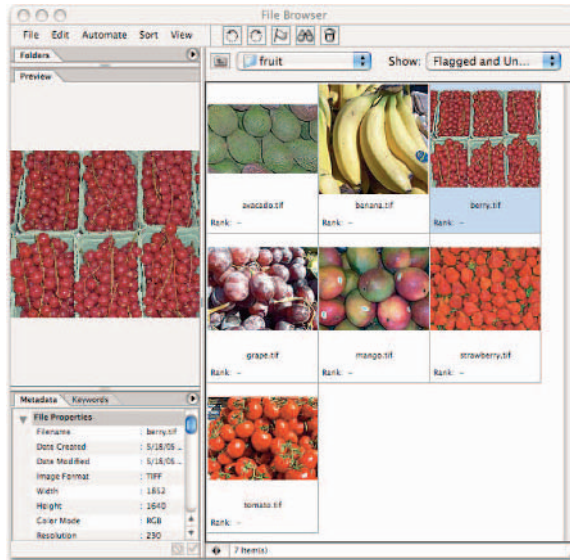 File Browser
File Edit Automate Sort View
Folders
fruit
Show: Flagged and Un...
Preview
avacado.tif
Rank: –
banana.tif
Rank: –
berry.tif
Rank: –
grape.tif
Rank: –
mango.tif
Rank: –
strawberry.tif
Rank: –
tomato.tif
Rank: –
Metadata
Keywords
File Properties
Filename : berry.tif
Date Created : 5/18/05 ...
Date Modified : 5/18/05 ...
Image Format : TIFF
Width : 1852
Height : 1640
Color Mode : RGB
Resolution : 230
7 Item(s)